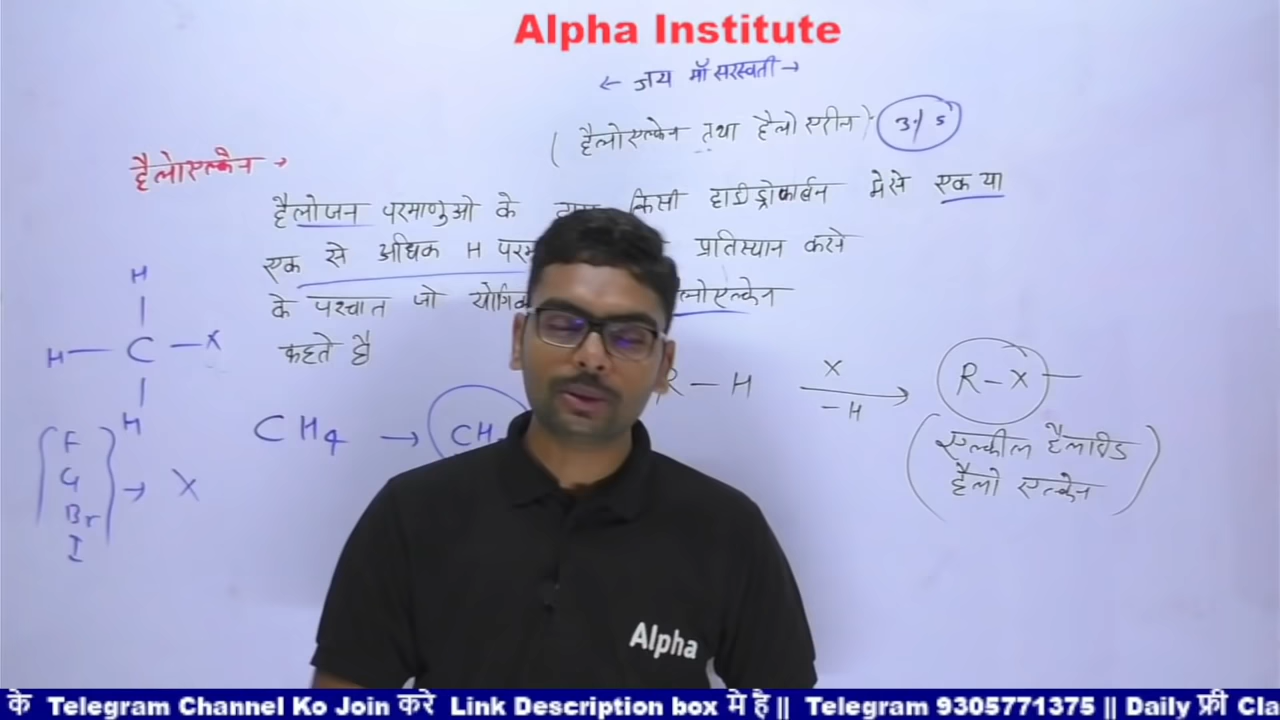 Alpha Institute
← जय माँ सरस्वती →
(हैलोएल्केन तथा हैलोएरीन)
हैलोएल्केन →
हैलोजन परमाणुओ के किसी हाइड्रोकार्बन मेसे एक या
एक से अधिक H प्रतिस्थान करने
के पश्चात जो
कहते है
H
H — C — X
H
F
Cl
Br
I
→ X
CH4 → CH
R — H X -H → R — X
(एल्कील हैलाइड
हैलो एल्केन)
Alpha
के Telegram Channel Ko Join करे Link Description box मे है || Telegram 9305771375 || Daily फ्री Cla